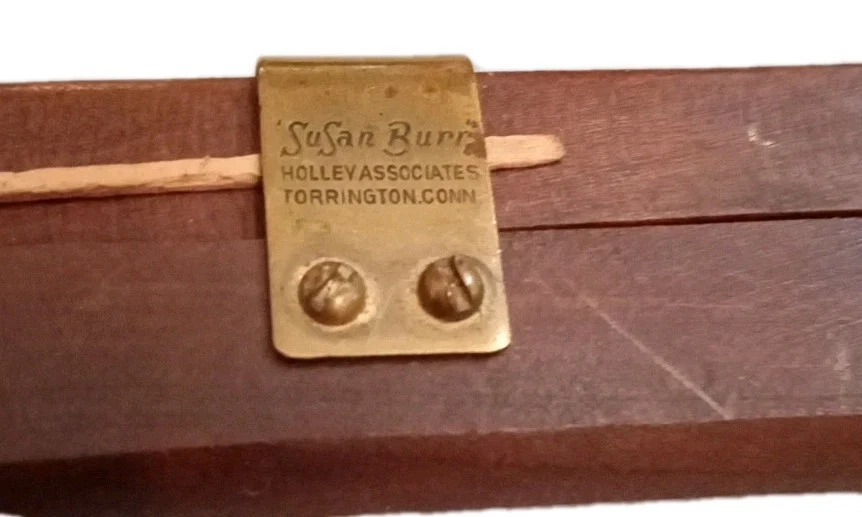 "SuSan Burr"
HOLLEY ASSOCIATES
TORRINGTON.CONN